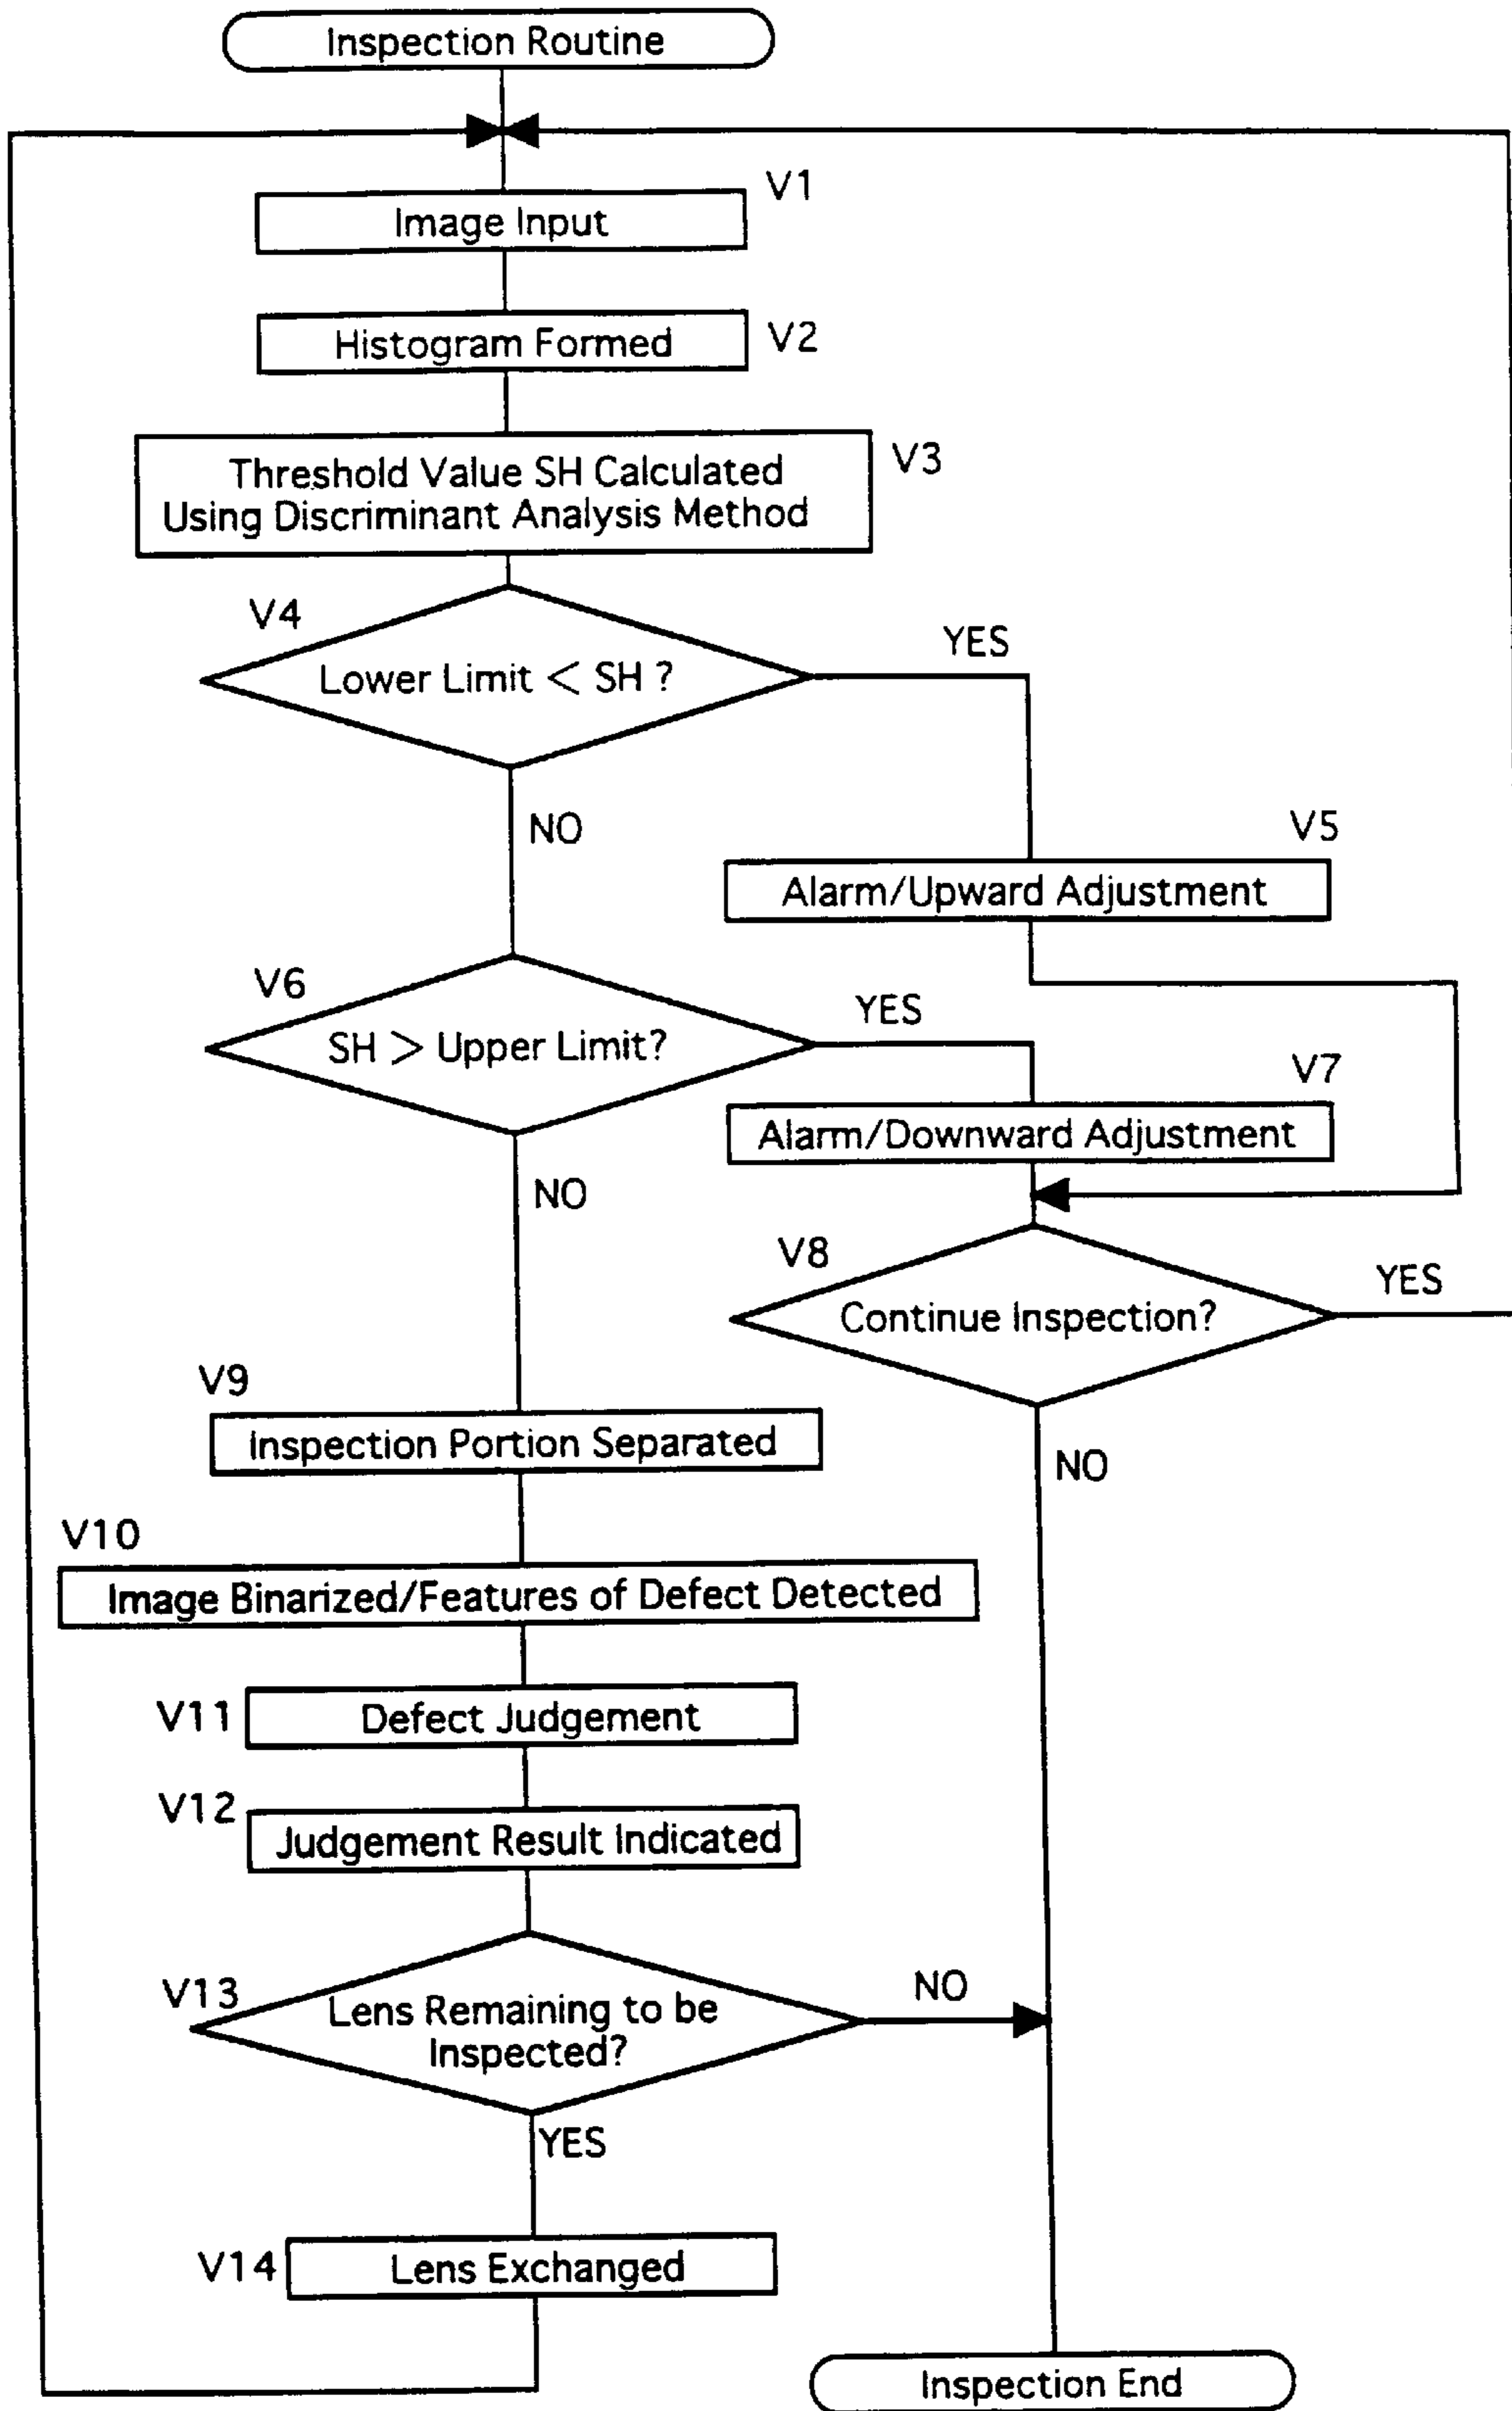 Inspection Routine
V1
Image Input
Histogram Formed
V2
Threshold Value SH Calculated
Using Discriminant Analysis Method
V3
V4
Lower Limit < SH ?
YES
NO
V5
Alarm/Upward Adjustment
V6
SH > Upper Limit?
YES
NO
V7
Alarm/Downward Adjustment
V8
Continue Inspection?
YES
NO
V9
Inspection Portion Separated
V10
Image Binarized/Features of Defect Detected
V11
Defect Judgement
V12
Judgement Result Indicated
V13
Lens Remaining to be
Inspected?
NO
YES
V14
Lens Exchanged
Inspection End